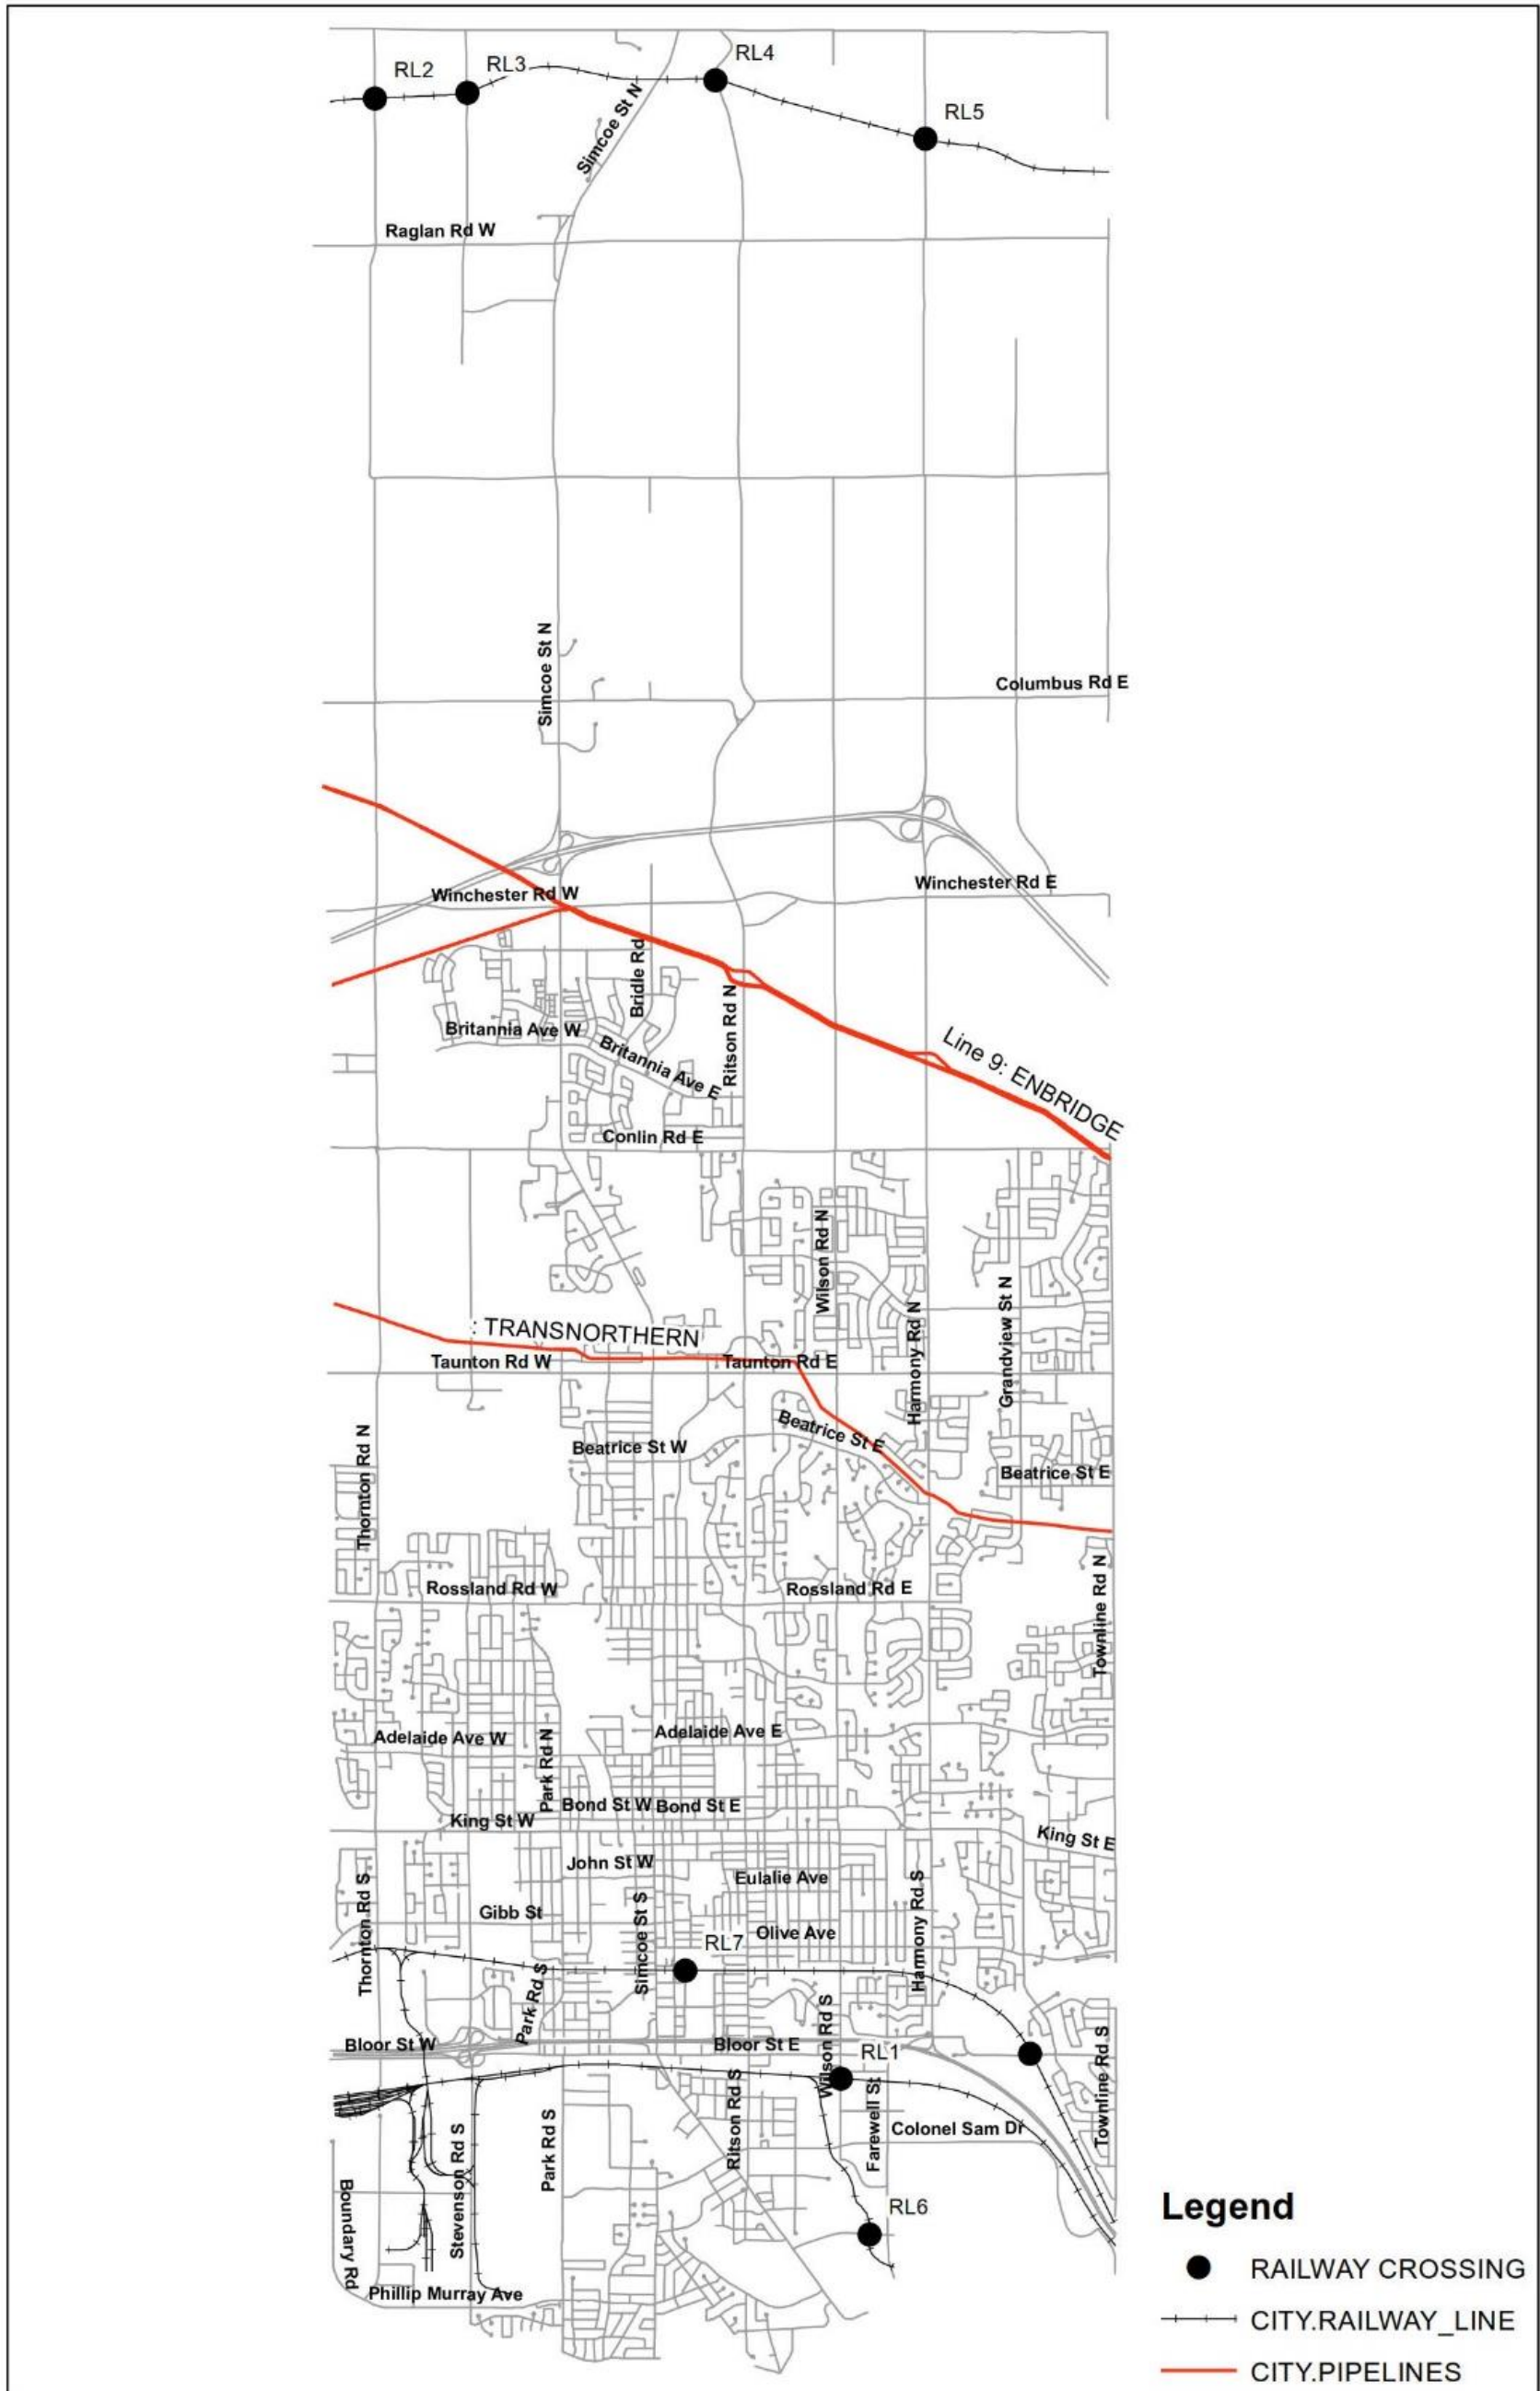 RL2
RL3
RL4
RL5
Simcoe St N
Raglan Rd W
Simcoe St N
Columbus Rd E
Winchester Rd W
Winchester Rd E
Bridle Rd
Ritson Rd N
Britannia Ave W
Britannia Ave E
Line 9: ENBRIDGE
Conlin Rd E
Wilson Rd N
Harmony Rd N
Grandview St N
: TRANSNORTHERN
Taunton Rd W
Taunton Rd E
Thornton Rd N
Beatrice St W
Beatrice St E
Beatrice St E
Rossland Rd W
Rossland Rd E
Townline Rd N
Adelaide Ave W
Park Rd N
Adelaide Ave E
Bond St W
Bond St E
King St W
King St E
John St W
Eulalie Ave
Thornton Rd S
Gibb St
Simcoe St S
Olive Ave
Harmony Rd S
RL7
Park Rd S
Bloor St W
Bloor St E
Wilson Rd S
RL1
Townline Rd S
Ritson Rd S
Farewell St
Colonel Sam Dr
Park Rd S
Stevenson Rd S
Boundary Rd
RL6
Phillip Murray Ave
Legend
RAILWAY CROSSING
CITY.RAILWAY_LINE
CITY.PIPELINES